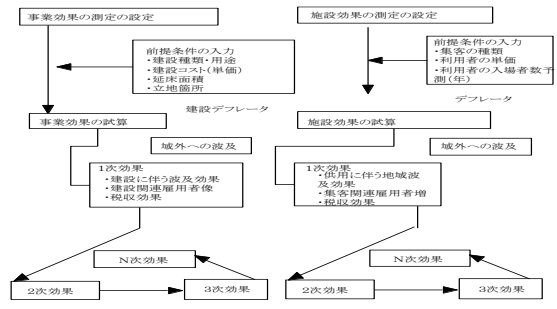 事業効果の測定の設定
前提条件の入力
・建設種類・用途
・建設コスト(単価)
・延床面積
・立地箇所
建設デフレータ
事業効果の試算
域外への波及
1次効果
・建設に伴う波及効果
・建設関連雇用者像
・税収効果
N次効果
2次効果
3次効果
施設効果の測定の設定
前提条件の入力
・集客の種類
・利用者の単価
・利用者の入場者数予
測(年)
デフレータ
施設効果の試算
域外への波及
1次効果
・供用に伴う地域波
及効果
・集客関連雇用者増
・税収効果
N次効果
2次効果
3次効果